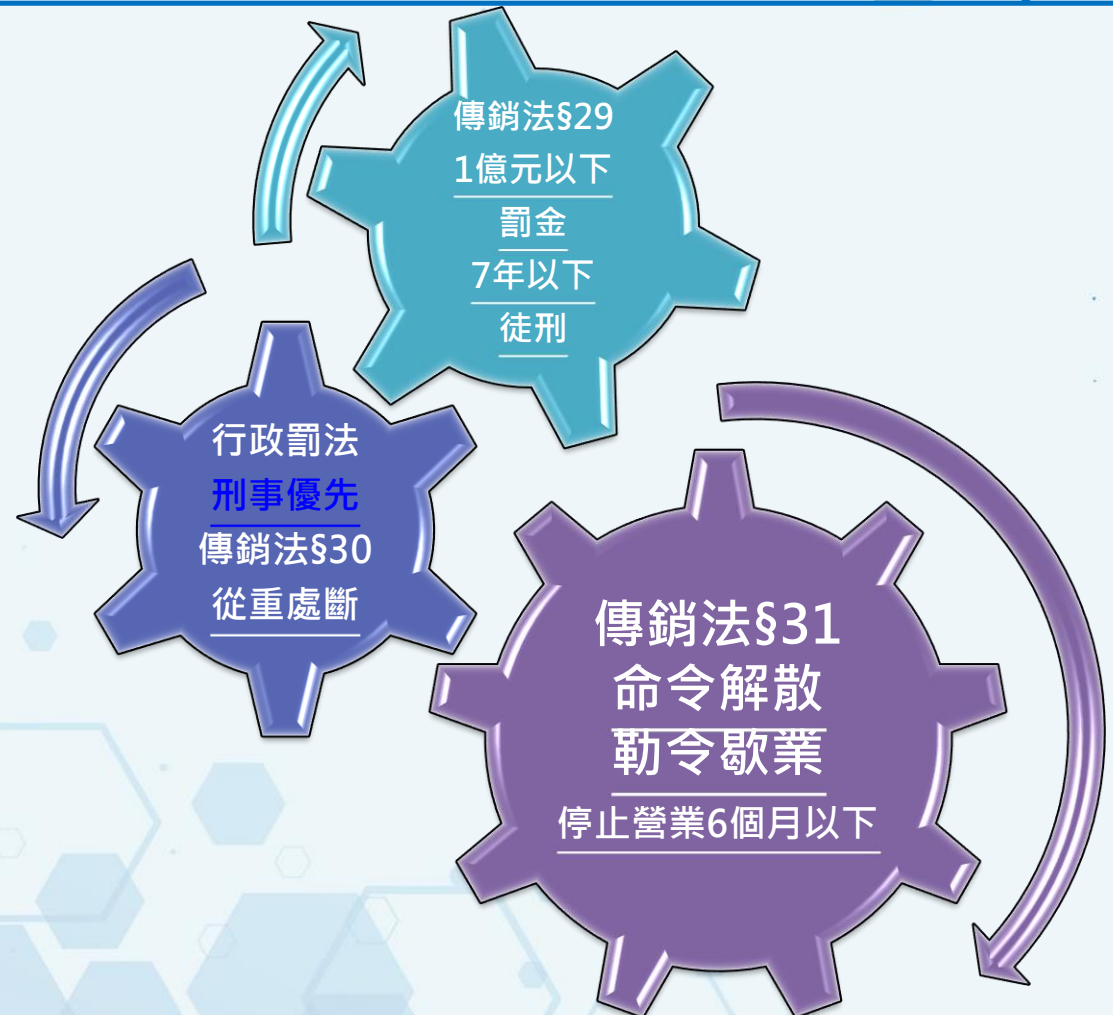 傳銷法§29
1億元以下
罰金
7年以下
徒刑
行政罰法
刑事優先
傳銷法§30
從重處斷
傳銷法§31
命令解散
勒令歇業
停止營業6個月以下